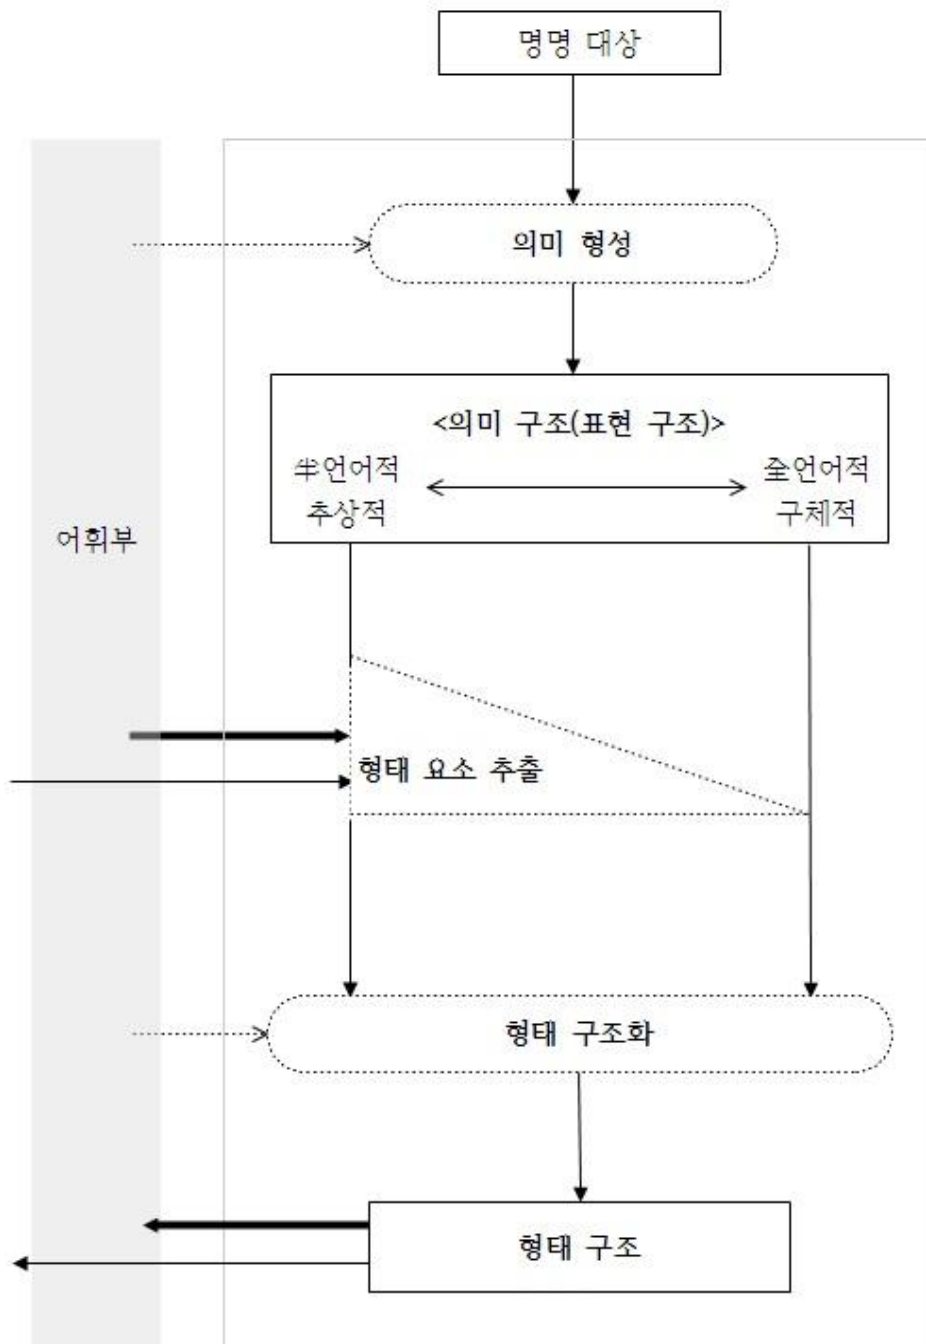 명명 대상
의미 형성
<의미 구조(표현 구조)>
半언어적 全언어적
추상적 구체적
어휘부
형태 요소 추출
형태 구조화
형태 구조